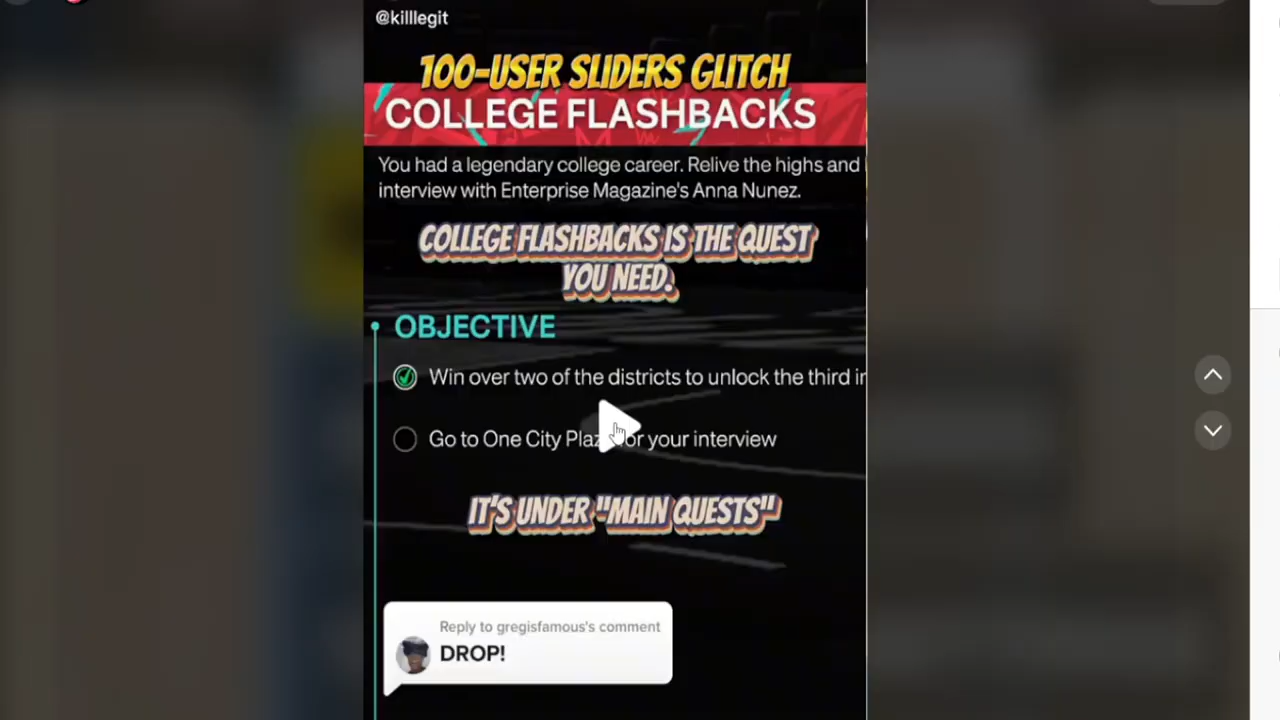 @killlegit
100-USER SLIDERS GLITCH
COLLEGE FLASHBACKS
You had a legendary college career. Relive the highs and
interview with Enterprise Magazine's Anna Nunez.
COLLEGE FLASHBACKS IS THE QUEST
YOU NEED.
OBJECTIVE
Win over two of the districts to unlock the third
Go to One City your interview
IT'S UNDER "MAIN QUESTS"
Reply to gregisfamous's comment
DROP!